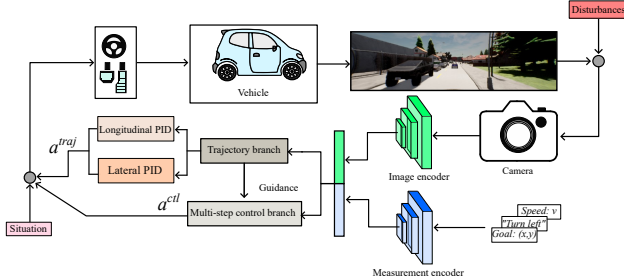 Disturbances
Vehicle
Longitudinal PID
a^{traj}
Lateral PID
Trajectory branch
Image encoder
Camera
Guidance
a^{ctl}
Multi-step control branch
Speed: v
"Turn left"
Goal: (x,y)
Situation
Measurement encoder